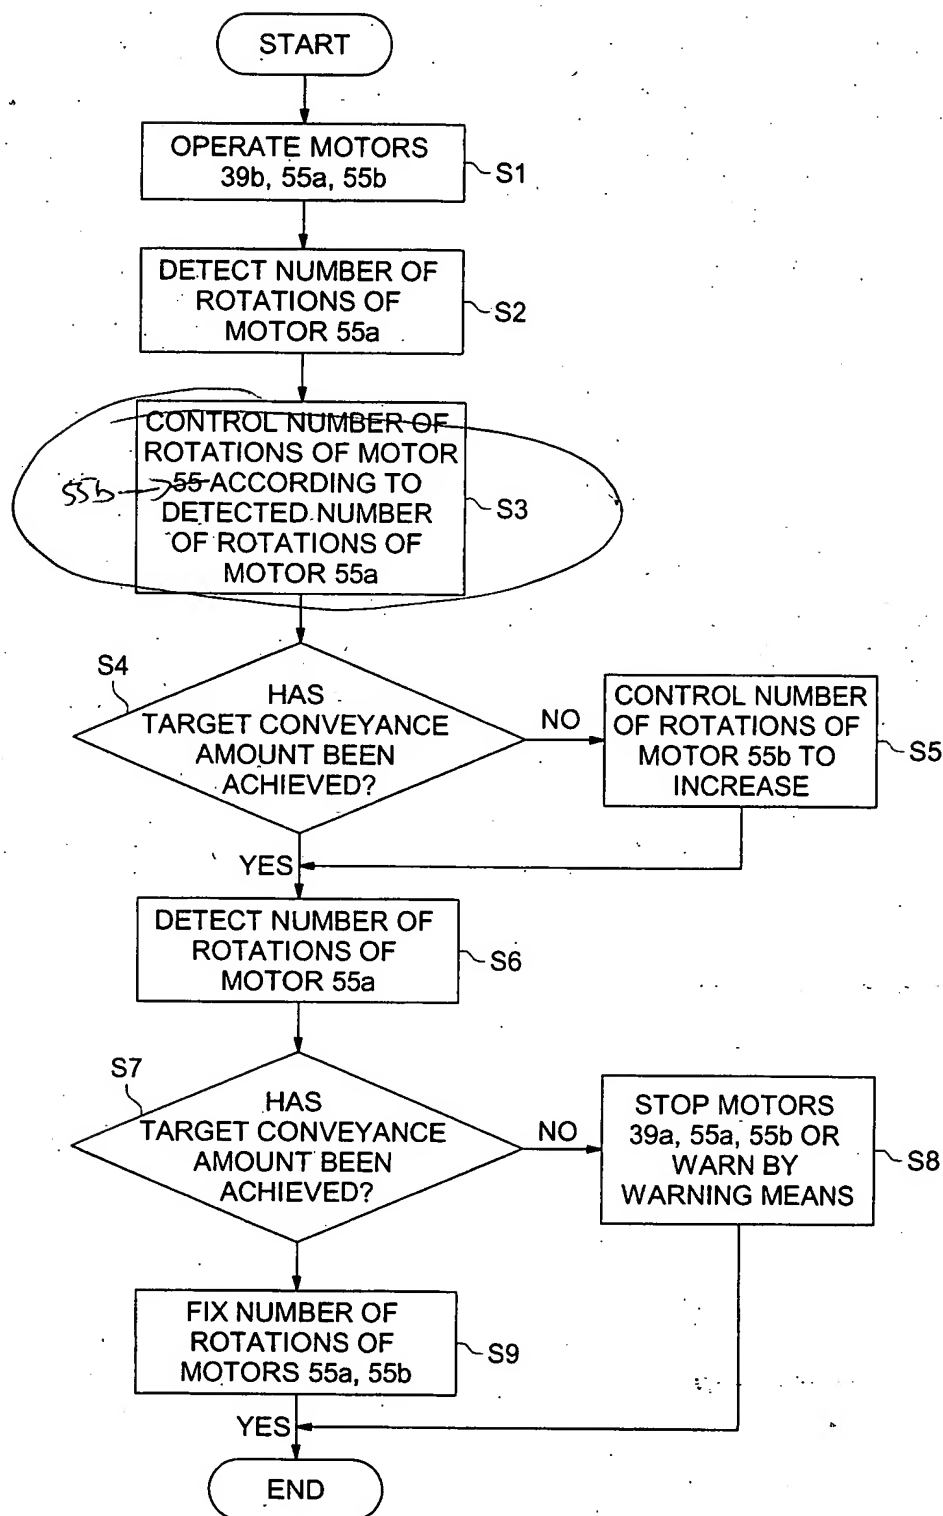 START
OPERATE MOTORS
39b, 55a, 55b
S1
DETECT NUMBER OF
ROTATIONS OF
MOTOR 55a
S2
CONTROL NUMBER OF
ROTATIONS OF MOTOR
55b → 55 ACCORDING TO
DETECTED NUMBER
OF ROTATIONS OF
MOTOR 55a
S3
S4
HAS
TARGET CONVEYANCE
AMOUNT BEEN
ACHIEVED?
NO
CONTROL NUMBER
OF ROTATIONS OF
MOTOR 55b TO
INCREASE
S5
YES
DETECT NUMBER OF
ROTATIONS OF
MOTOR 55a
S6
S7
HAS
TARGET CONVEYANCE
AMOUNT BEEN
ACHIEVED?
NO
STOP MOTORS
39a, 55a, 55b OR
WARN BY
WARNING MEANS
S8
FIX NUMBER OF
ROTATIONS OF
MOTORS 55a, 55b
S9
YES
END